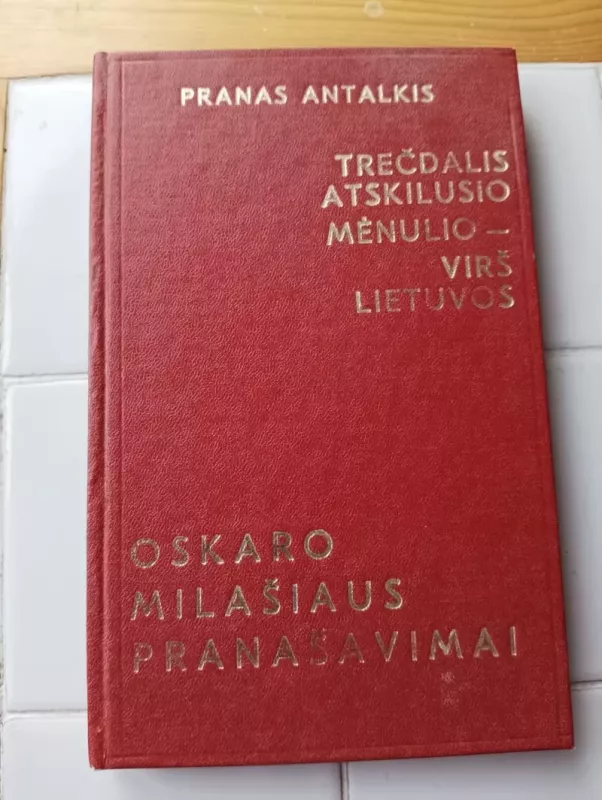 PRANAS ANTALKIS
TREČDALIS
ATSKILUSIO
MĖNULIO –
VIRŠ
LIETUVOS
OSKARO
MILAŠIAUS
PRANAŠAVIMAI